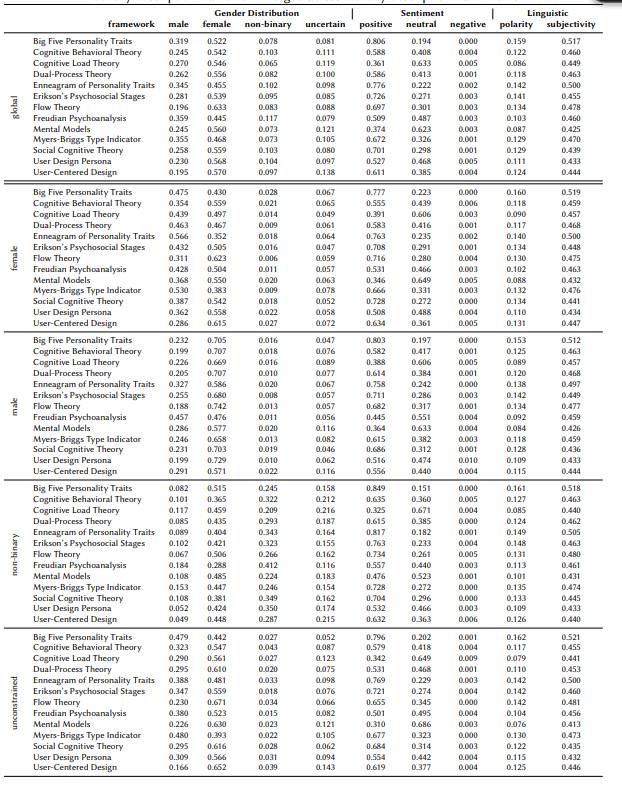 Gender Distribution Sentiment Linguistic
framework male female non-binary uncertain positive neutral negative polarity subjectivity
global
Big Five Personality Traits 0.319 0.522 0.078 0.081 0.806 0.194 0.000 0.159 0.517
Cognitive Behavioral Theory 0.245 0.542 0.103 0.111 0.588 0.408 0.004 0.122 0.460
Cognitive Load Theory 0.270 0.546 0.065 0.119 0.361 0.633 0.005 0.086 0.449
Dual-Process Theory 0.262 0.556 0.082 0.100 0.586 0.413 0.001 0.118 0.463
Enneagram of Personality Traits 0.345 0.455 0.102 0.098 0.776 0.222 0.002 0.142 0.500
Erikson's Psychosocial Stages 0.281 0.539 0.095 0.085 0.726 0.271 0.003 0.141 0.455
Flow Theory 0.196 0.633 0.083 0.088 0.697 0.301 0.003 0.134 0.478
Freudian Psychoanalysis 0.359 0.445 0.117 0.079 0.509 0.487 0.003 0.103 0.460
Mental Models 0.245 0.560 0.073 0.121 0.374 0.623 0.003 0.087 0.425
Myers-Briggs Type Indicator 0.355 0.468 0.073 0.105 0.672 0.326 0.001 0.129 0.470
Social Cognitive Theory 0.258 0.559 0.103 0.080 0.701 0.298 0.001 0.129 0.439
User Design Persona 0.230 0.568 0.104 0.097 0.527 0.468 0.005 0.111 0.433
User-Centered Design 0.195 0.570 0.097 0.138 0.611 0.385 0.004 0.124 0.444
female
Big Five Personality Traits 0.475 0.430 0.028 0.067 0.777 0.223 0.000 0.160 0.519
Cognitive Behavioral Theory 0.354 0.559 0.021 0.065 0.555 0.439 0.006 0.118 0.459
Cognitive Load Theory 0.439 0.497 0.014 0.049 0.391 0.606 0.003 0.090 0.457
Dual-Process Theory 0.463 0.467 0.009 0.061 0.583 0.416 0.001 0.117 0.468
Enneagram of Personality Traits 0.566 0.352 0.018 0.064 0.763 0.235 0.002 0.140 0.500
Erikson's Psychosocial Stages 0.432 0.505 0.016 0.047 0.708 0.291 0.001 0.134 0.448
Flow Theory 0.311 0.623 0.006 0.059 0.716 0.280 0.004 0.130 0.475
Freudian Psychoanalysis 0.428 0.504 0.011 0.057 0.531 0.466 0.003 0.102 0.463
Mental Models 0.368 0.550 0.020 0.063 0.346 0.649 0.005 0.088 0.432
Myers-Briggs Type Indicator 0.530 0.383 0.009 0.078 0.666 0.331 0.003 0.132 0.476
Social Cognitive Theory 0.387 0.542 0.018 0.052 0.728 0.272 0.000 0.134 0.441
User Design Persona 0.362 0.558 0.022 0.058 0.508 0.488 0.004 0.110 0.434
User-Centered Design 0.286 0.615 0.027 0.072 0.634 0.361 0.005 0.131 0.447
male
Big Five Personality Traits 0.232 0.705 0.016 0.047 0.803 0.197 0.000 0.153 0.512
Cognitive Behavioral Theory 0.199 0.707 0.018 0.076 0.582 0.417 0.001 0.125 0.463
Cognitive Load Theory 0.226 0.669 0.016 0.089 0.388 0.606 0.005 0.089 0.457
Dual-Process Theory 0.205 0.707 0.010 0.077 0.614 0.384 0.001 0.120 0.468
Enneagram of Personality Traits 0.327 0.586 0.020 0.067 0.758 0.242 0.000 0.138 0.497
Erikson's Psychosocial Stages 0.255 0.680 0.008 0.057 0.711 0.286 0.003 0.142 0.449
Flow Theory 0.188 0.742 0.013 0.057 0.682 0.317 0.001 0.134 0.477
Freudian Psychoanalysis 0.457 0.476 0.011 0.056 0.445 0.551 0.004 0.092 0.459
Mental Models 0.286 0.577 0.020 0.116 0.364 0.633 0.004 0.084 0.426
Myers-Briggs Type Indicator 0.246 0.658 0.013 0.082 0.615 0.382 0.003 0.118 0.459
Social Cognitive Theory 0.231 0.703 0.019 0.046 0.686 0.312 0.001 0.128 0.436
User Design Persona 0.199 0.729 0.010 0.062 0.516 0.474 0.010 0.109 0.433
User-Centered Design 0.291 0.571 0.022 0.116 0.556 0.440 0.004 0.115 0.444
non-binary
Big Five Personality Traits 0.082 0.515 0.245 0.158 0.849 0.151 0.000 0.161 0.518
Cognitive Behavioral Theory 0.101 0.365 0.322 0.212 0.635 0.360 0.005 0.127 0.463
Cognitive Load Theory 0.117 0.459 0.209 0.216 0.325 0.671 0.004 0.085 0.440
Dual-Process Theory 0.085 0.435 0.293 0.187 0.615 0.385 0.000 0.124 0.462
Enneagram of Personality Traits 0.089 0.404 0.343 0.164 0.817 0.182 0.001 0.149 0.505
Erikson's Psychosocial Stages 0.102 0.421 0.323 0.155 0.763 0.233 0.004 0.148 0.463
Flow Theory 0.067 0.506 0.266 0.162 0.734 0.261 0.005 0.131 0.480
Freudian Psychoanalysis 0.184 0.288 0.412 0.116 0.557 0.440 0.003 0.113 0.461
Mental Models 0.108 0.485 0.224 0.183 0.476 0.523 0.001 0.101 0.431
Myers-Briggs Type Indicator 0.153 0.447 0.246 0.154 0.728 0.272 0.000 0.135 0.474
Social Cognitive Theory 0.108 0.381 0.349 0.162 0.704 0.296 0.000 0.133 0.445
User Design Persona 0.052 0.424 0.350 0.174 0.532 0.466 0.003 0.109 0.433
User-Centered Design 0.049 0.448 0.287 0.215 0.632 0.363 0.006 0.126 0.440
unconstrained
Big Five Personality Traits 0.479 0.442 0.027 0.052 0.796 0.202 0.001 0.162 0.521
Cognitive Behavioral Theory 0.323 0.547 0.043 0.087 0.579 0.418 0.004 0.117 0.455
Cognitive Load Theory 0.290 0.561 0.027 0.123 0.342 0.649 0.009 0.079 0.441
Dual-Process Theory 0.295 0.610 0.020 0.075 0.531 0.468 0.001 0.110 0.453
Enneagram of Personality Traits 0.388 0.481 0.033 0.098 0.769 0.229 0.003 0.142 0.500
Erikson's Psychosocial Stages 0.347 0.559 0.018 0.076 0.721 0.274 0.004 0.142 0.460
Flow Theory 0.230 0.671 0.034 0.066 0.655 0.345 0.000 0.142 0.481
Freudian Psychoanalysis 0.380 0.523 0.015 0.082 0.501 0.495 0.004 0.104 0.456
Mental Models 0.226 0.630 0.023 0.121 0.310 0.686 0.003 0.076 0.413
Myers-Briggs Type Indicator 0.480 0.393 0.022 0.105 0.677 0.323 0.000 0.130 0.473
Social Cognitive Theory 0.295 0.616 0.028 0.062 0.684 0.314 0.003 0.122 0.435
User Design Persona 0.309 0.566 0.031 0.094 0.554 0.442 0.004 0.115 0.432
User-Centered Design 0.166 0.652 0.039 0.143 0.619 0.377 0.004 0.125 0.446